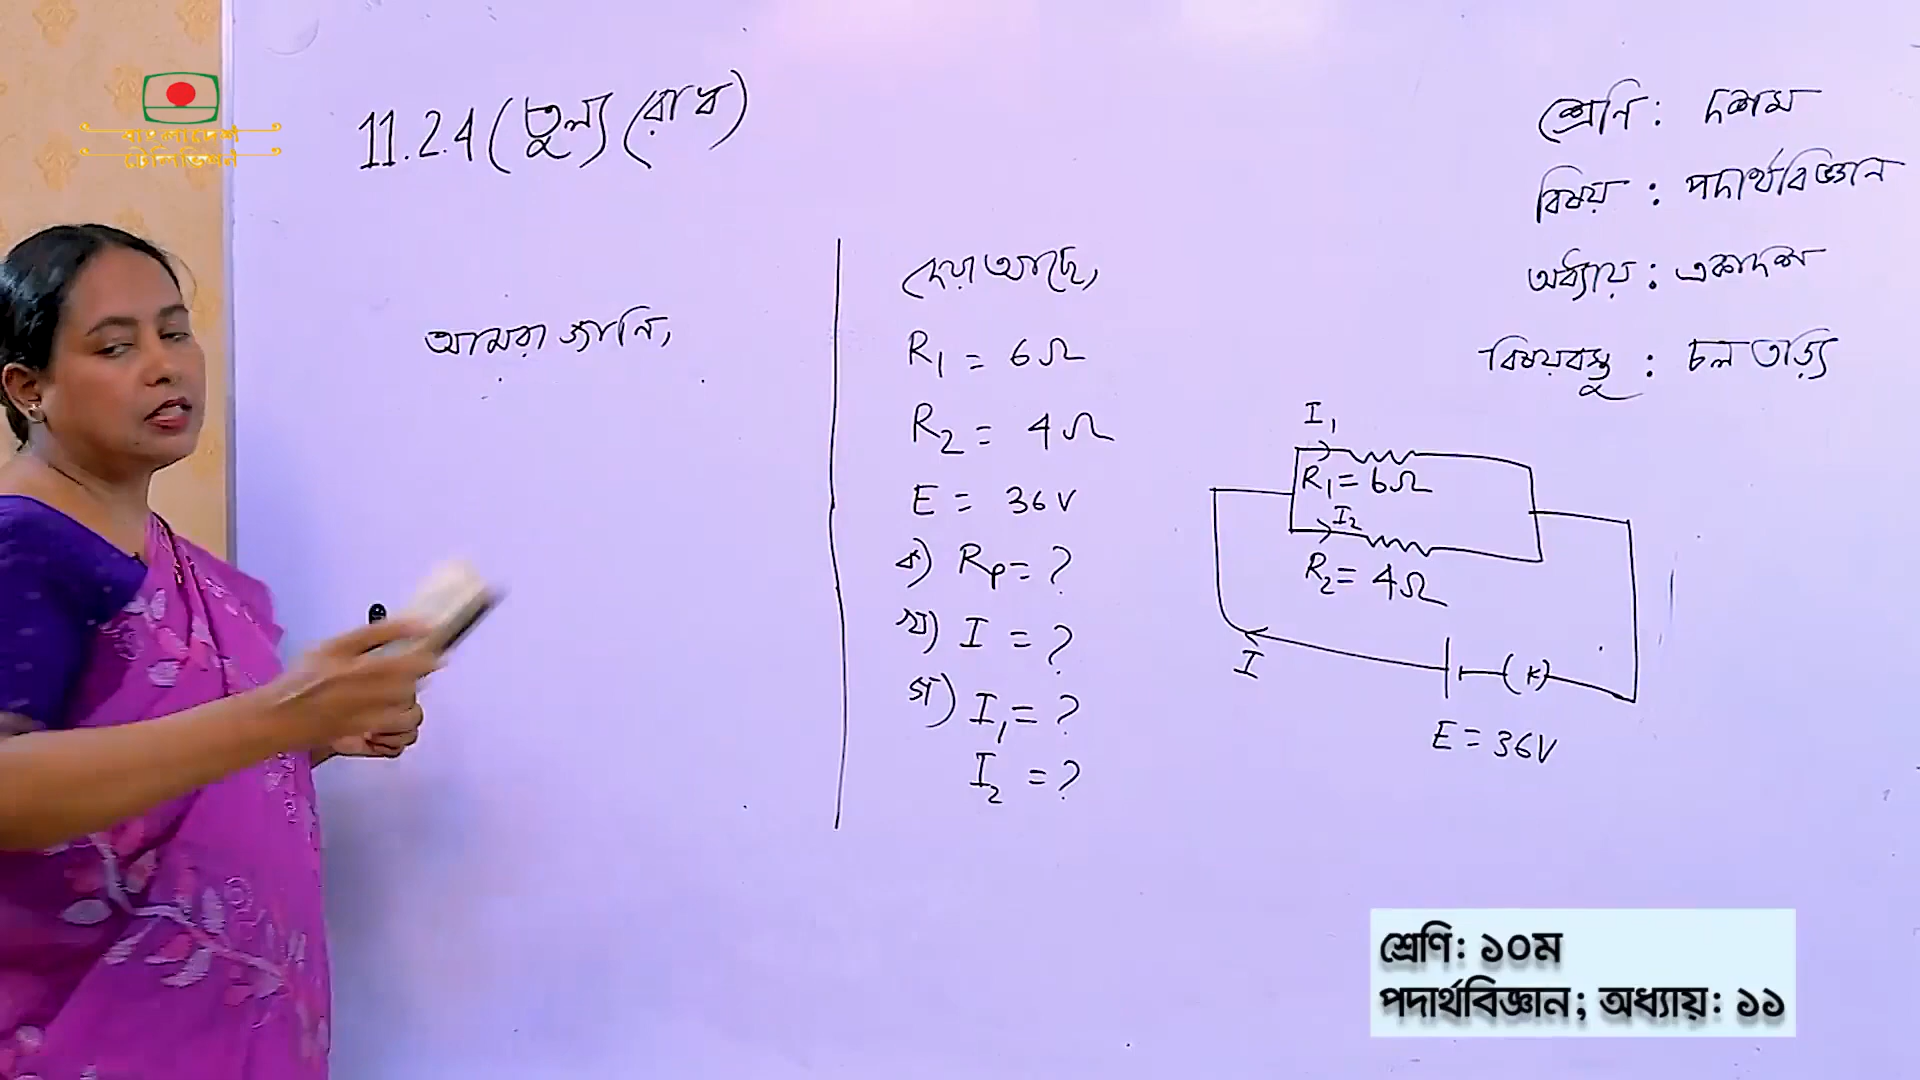 বাংলাদেশ
টেলিভিশন
11.2.4 (তুল্য রোধ)
শ্রেণি : দশম
বিষয় : পদার্থবিজ্ঞান
অধ্যায় : একাদশ
বিষয়বস্তু : চল তড়িৎ
আমরা জানি,
দেয়া আছে,
R₁ = 6Ω
R₂ = 4Ω
E = 36V
ক) Rₚ = ?
খ) I = ?
গ) I₁ = ?
I₂ = ?
I₁
R₁ = 6Ω
I₂
R₂ = 4Ω
I
(K)
E = 36V
শ্রেণি: ১০ম
পদার্থবিজ্ঞান; অধ্যায়: ১১